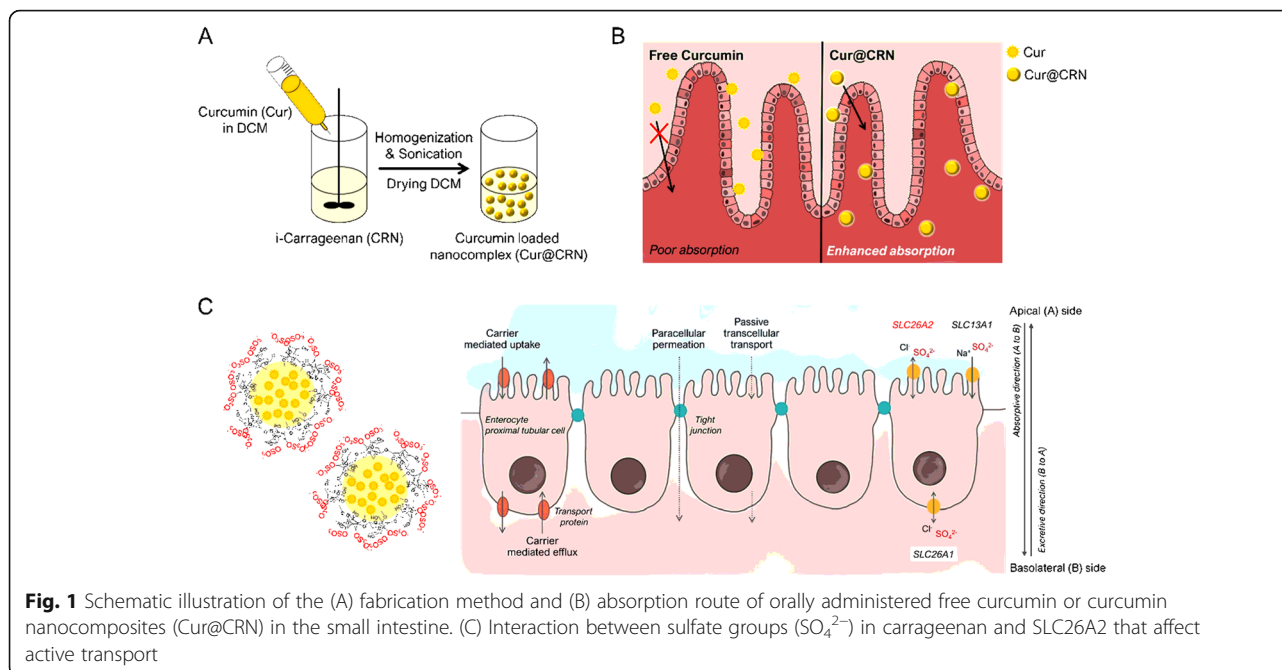 A
Curcumin (Cur)
in DCM
Homogenization
& Sonication
Drying DCM
i-Carrageenan (CRN)
Curcumin loaded
nanocomplex (Cur@CRN)
B
Free Curcumin
Cur@CRN
Poor absorption
Enhanced absorption
Cur
Cur@CRN
C
Carrier
mediated uptake
Paracellular
permeation
Passive
transcellular
transport
SLC26A2
SLC13A1
Cl⁻
SO₄²⁻
Na⁺
SO₄²⁻
Enterocyte
proximal tubular cell
Tight
junction
Transport
protein
Carrier
mediated efflux
Cl⁻
SO₄²⁻
SLC26A1
Apical (A) side
Absorptive direction (A to B)
Excretive direction (B to A)
Basolateral (B) side
Fig. 1 Schematic illustration of the (A) fabrication method and (B) absorption route of orally administered free curcumin or curcumin
nanocomposites (Cur@CRN) in the small intestine. (C) Interaction between sulfate groups (SO₄²⁻) in carrageenan and SLC26A2 that affect
active transport